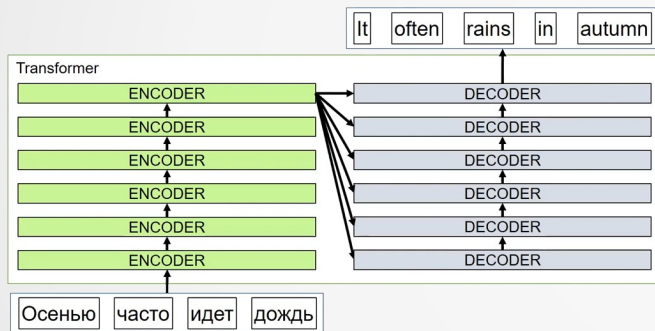 It often rains in autumn
Transformer
ENCODER DECODER
ENCODER DECODER
ENCODER DECODER
ENCODER DECODER
ENCODER DECODER
ENCODER DECODER
Осенью часто идет дождь